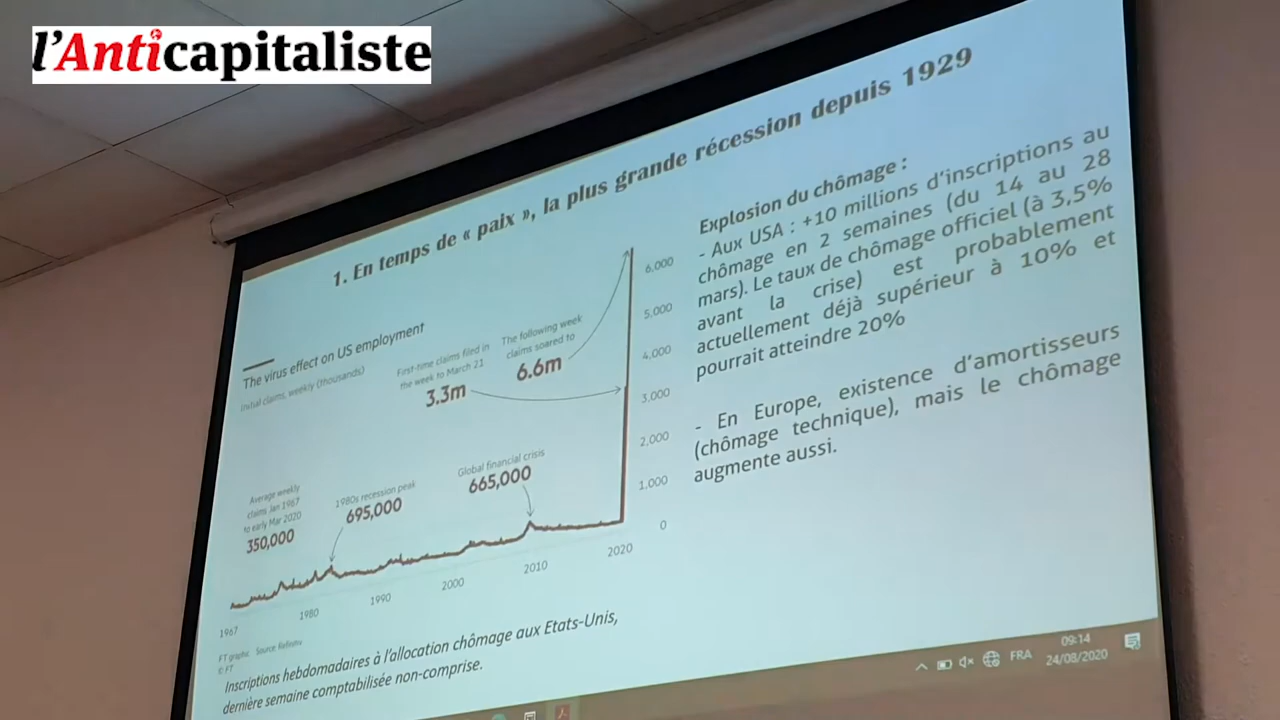 l'Anticapitaliste
1. En temps de « paix », la plus grande récession depuis 1929
The virus effect on US employment
Initial claims, weekly (thousands)
First-time claims filed in
the week to March 21
3.3m
The following week
claims soared to
6.6m
Average weekly
claims Jan 1967
to early Mar 2020
350,000
1980s recession peak
695,000
Global financial crisis
665,000
6,000
5,000
4,000
3,000
2,000
1,000
0
1967
1980
1990
2000
2010
2020
FT graphic Source Refinitiv
© FT
Inscriptions hebdomadaires à l'allocation chômage aux Etats-Unis,
dernière semaine comptabilisée non-comprise.
Explosion du chômage :
- Aux USA : +10 millions d'inscriptions au
chômage en 2 semaines (du 14 au 28
mars). Le taux de chômage officiel (à 3,5%
avant la crise) est probablement
actuellement déjà supérieur à 10% et
pourrait atteindre 20%
- En Europe, existence d'amortisseurs
(chômage technique), mais le chômage
augmente aussi.
FRA
09:14
24/08/2020